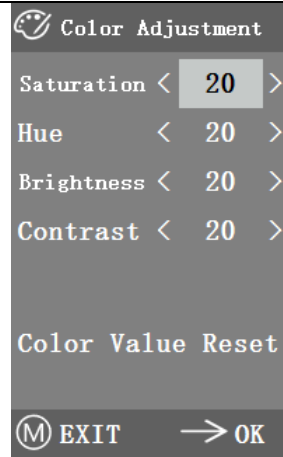 Color Adjustment
Saturation < 20 >
Hue < 20 >
Brightness < 20 >
Contrast < 20 >
Color Value Reset
M EXIT → OK